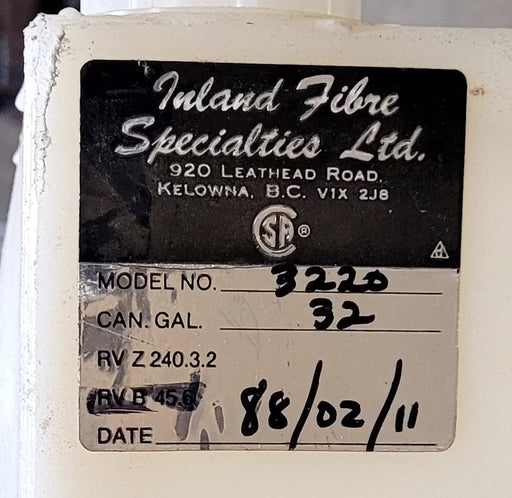 Inland Fibre
Specialties Ltd.
920 LEATHEAD ROAD,
KELOWNA, B.C. V1X 2J8
CSA ®
MODEL NO. 3220
CAN. GAL. 32
RV Z 240.3.2
RV B 45.6
DATE 88/02/11